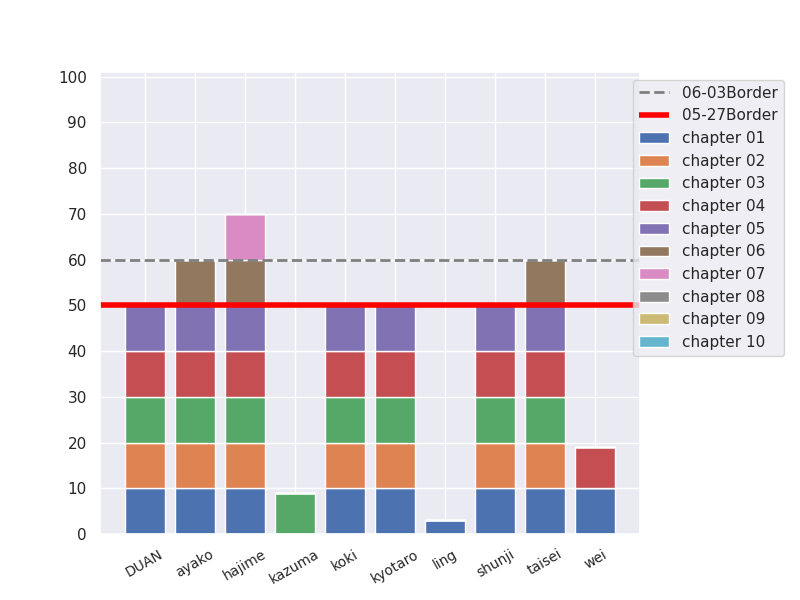 100
90
80
70
60
50
40
30
20
10
0
DUAN
ayako
hajime
kazuma
koki
kyotaro
ling
shunji
taisei
wei
06-03Border
05-27Border
chapter 01
chapter 02
chapter 03
chapter 04
chapter 05
chapter 06
chapter 07
chapter 08
chapter 09
chapter 10